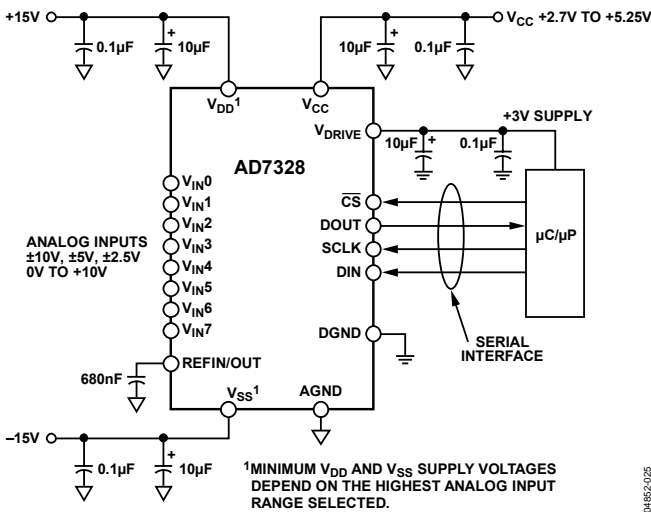 +15V
0.1µF
+
10µF
10µF
+
0.1µF
VCC +2.7V TO +5.25V
VDD1
VCC
AD7328
VDRIVE
+3V SUPPLY
10µF
+
0.1µF
VIN0
VIN1
VIN2
VIN3
VIN4
VIN5
VIN6
VIN7
ANALOG INPUTS
±10V, ±5V, ±2.5V
0V TO +10V
CS
DOUT
SCLK
DIN
µC/µP
DGND
SERIAL
INTERFACE
REFIN/OUT
680nF
VSS1
AGND
–15V
0.1µF
+
10µF
1MINIMUM VDD AND VSS SUPPLY VOLTAGES
DEPEND ON THE HIGHEST ANALOG INPUT
RANGE SELECTED.
04852-025